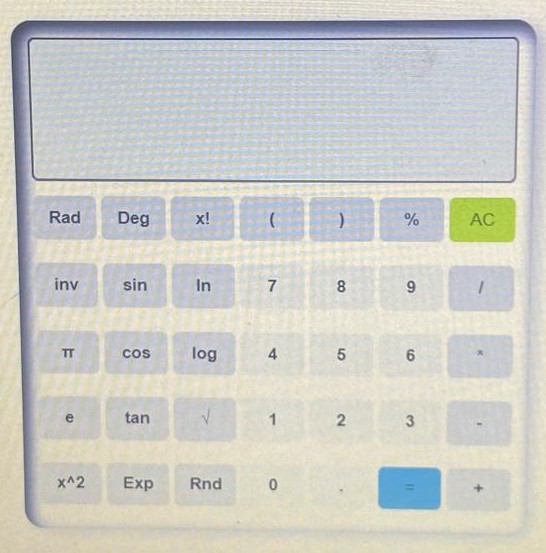 Rad Deg x! ( ) % AC
inv sin ln 7 8 9 /
π cos log 4 5 6 *
e tan √ 1 2 3 -
x^2 Exp Rnd 0 . = +